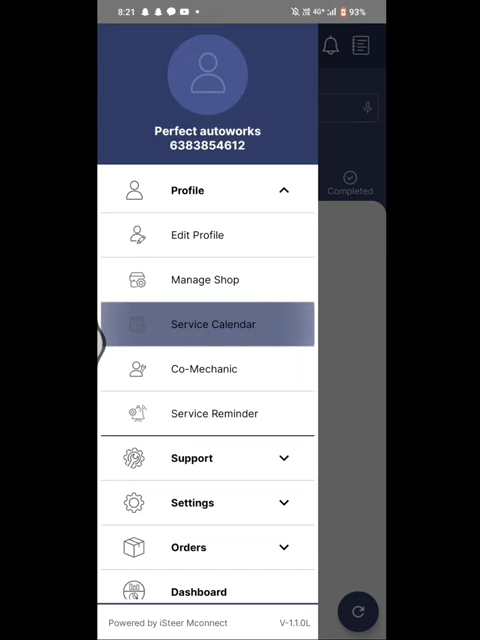 8:21
4G+
93%
Perfect autoworks
6383854612
Completed
Profile
Edit Profile
Manage Shop
Service Calendar
Co-Mechanic
Service Reminder
Support
Settings
Orders
Dashboard
Powered by iSteer Mconnect
V-1.1.0L